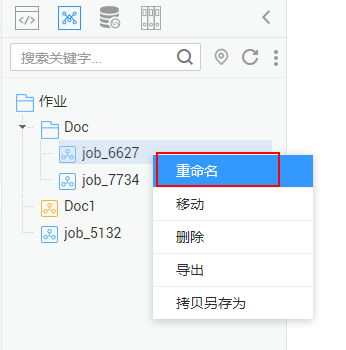 搜索关键字...
作业
Doc
job_6627
job_7734
Doc1
job_5132
重命名
移动
删除
导出
拷贝另存为